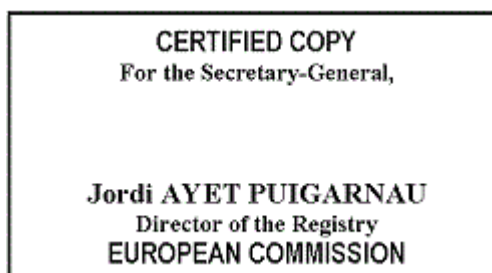 CERTIFIED COPY
For the Secretary-General,
Jordi AYET PUIGARNAU
Director of the Registry
EUROPEAN COMMISSION